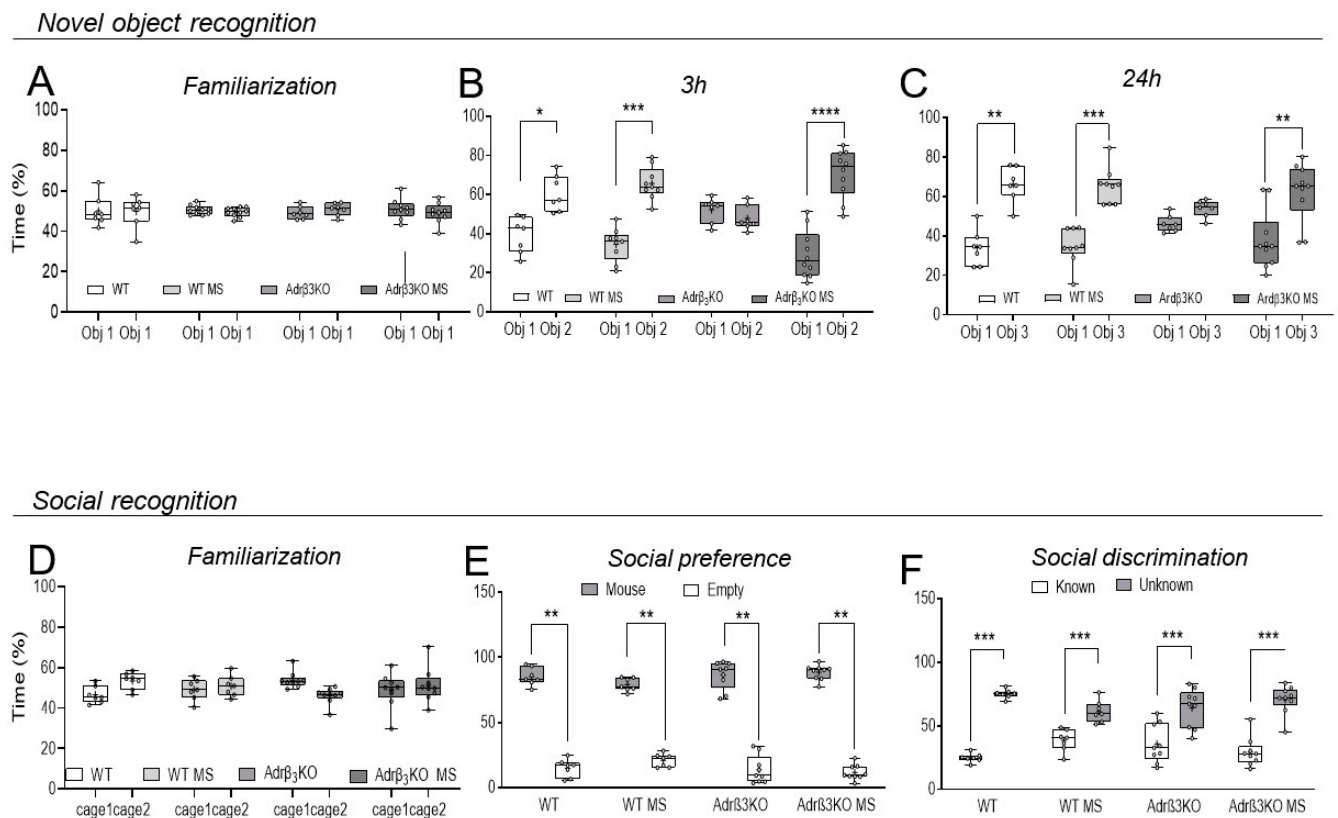 Novel object recognition
A
Familiarization
B
3h
C
24h
100
80
60
40
20
0
Time (%)
WT
WT MS
Adrβ3KO
Adrβ3KO MS
Obj 1 Obj 1
Obj 1 Obj 1
Obj 1 Obj 1
Obj 1 Obj 1
100
80
60
40
20
0
*
***
****
WT
WT MS
Adrβ₃KO
Adrβ₃KO MS
Obj 1 Obj 2
Obj 1 Obj 2
Obj 1 Obj 2
Obj 1 Obj 2
100
80
60
40
20
0
**
***
**
WT
WT MS
Ardβ3KO
Ardβ3KO MS
Obj 1 Obj 3
Obj 1 Obj 3
Obj 1 Obj 3
Obj 1 Obj 3
Social recognition
D
Familiarization
E
Social preference
F
Social discrimination
100
80
60
40
20
0
Time (%)
WT
WT MS
Adrβ₃KO
Adrβ₃KO MS
cage1cage2
cage1cage2
cage1cage2
cage1cage2
Mouse
Empty
150
100
50
0
**
**
**
**
WT
WT MS
Adrß3KO
Adrß3KO MS
Known
Unknown
150
100
50
0
***
***
***
***
WT
WT MS
Adrß3KO
Adrß3KO MS